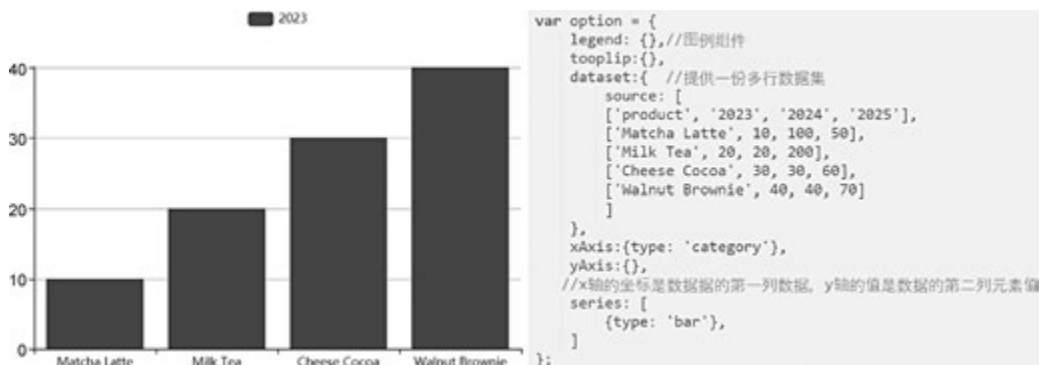 2023
40
30
20
10
0
Matcha Latte
Milk Tea
Cheese Cocoa
Walnut Brownie
var option = {
legend: {},//图例组件
tooplip:{},
dataset:{ //提供一份多行数据集
source: [
['product', '2023', '2024', '2025'],
['Matcha Latte', 10, 100, 50],
['Milk Tea', 20, 20, 200],
['Cheese Cocoa', 30, 30, 60],
['Walnut Brownie', 40, 40, 70]
]
},
xAxis:{type: 'category'},
yAxis:{},
//x轴的坐标是数据据的第一列数据，y轴的值是数据的第二列元素值
series: [
{type: 'bar'},
]
};